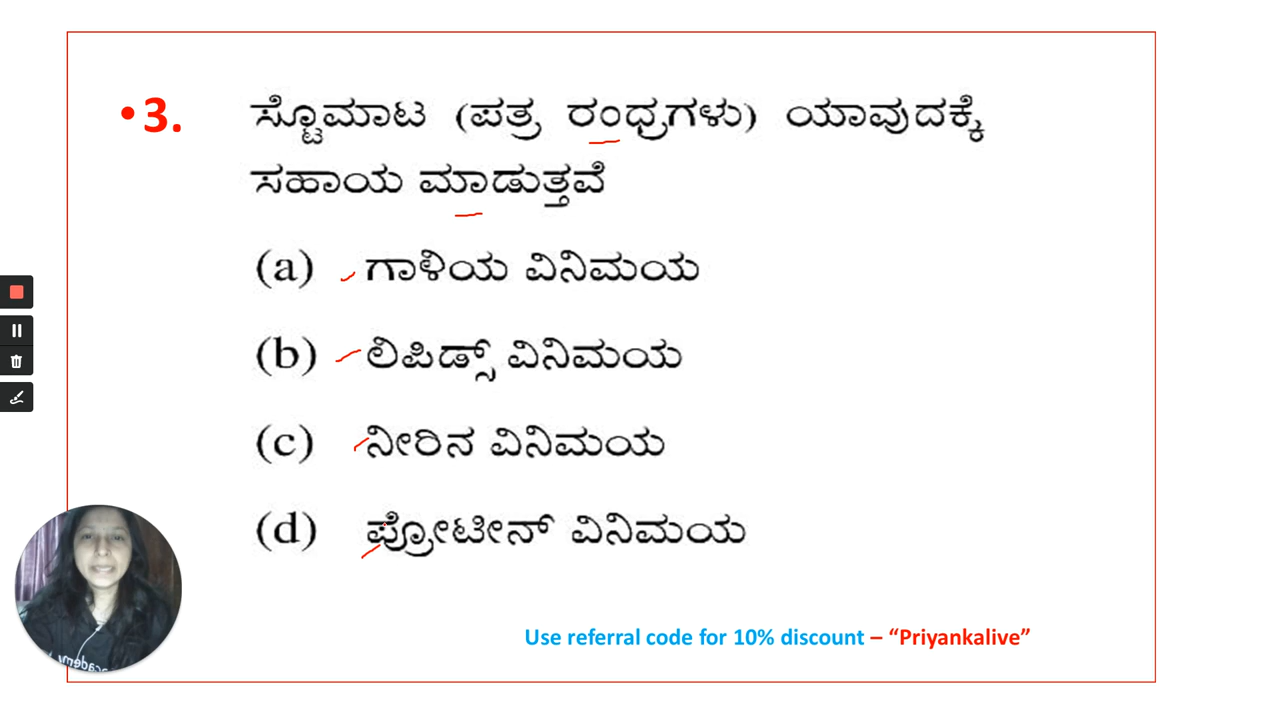 • 3. ಸ್ಟೊಮಾಟ (ಪತ್ರ ರಂಧ್ರಗಳು) ಯಾವುದಕ್ಕೆ
ಸಹಾಯ ಮಾಡುತ್ತವೆ
(a) ಗಾಳಿಯ ವಿನಿಮಯ
(b) ಲಿಪಿಡ್ಸ್ ವಿನಿಮಯ
(c) ನೀರಿನ ವಿನಿಮಯ
(d) ಪ್ರೋಟೀನ್ ವಿನಿಮಯ
Use referral code for 10% discount – “Priyankalive”